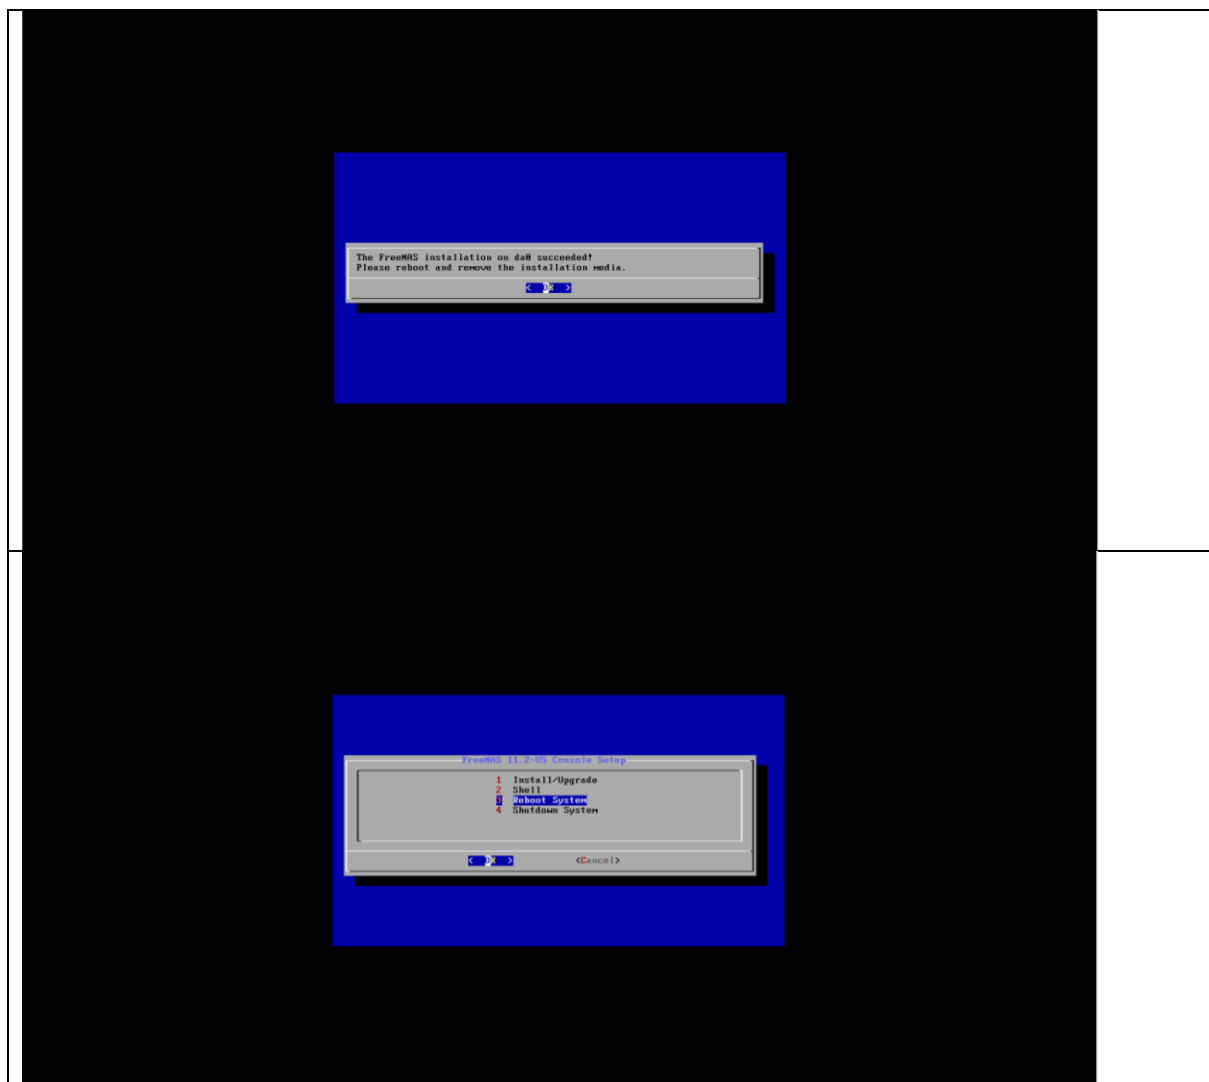 The FreeNAS installation on da0 succeeded!
Please reboot and remove the installation media.
< OK >
FreeNAS 11.2-U5 Console Setup
1 Install/Upgrade
2 Shell
3 Reboot System
4 Shutdown System
< OK > <Cancel>